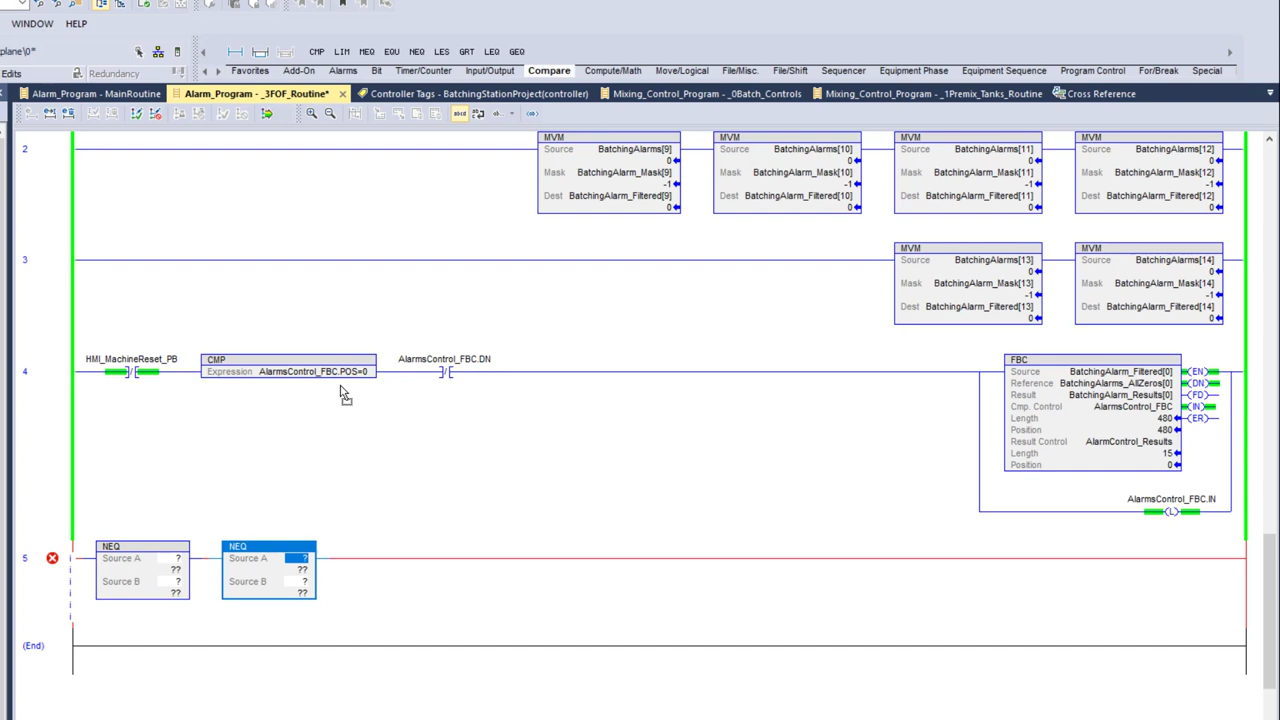 WINDOW HELP
plane\0*
CMP LIM MEQ EQU NEQ LES GRT LEQ GEQ
Edits Redundancy
Favorites Add-On Alarms Bit Timer/Counter Input/Output Compare Compute/Math Move/Logical File/Misc. File/Shift Sequencer Equipment Phase Equipment Sequence Program Control For/Break Special
Alarm_Program - MainRoutine Alarm_Program - _3FOF_Routine* Controller Tags - BatchingStationProject(controller) Mixing_Control_Program - _0Batch_Controls Mixing_Control_Program - _1Premix_Tanks_Routine Cross Reference
abcd
ab..
2
MVM MVM MVM MVM
Source BatchingAlarms[9] Source BatchingAlarms[10] Source BatchingAlarms[11] Source BatchingAlarms[12]
0 0 0 0
Mask BatchingAlarm_Mask[9] Mask BatchingAlarm_Mask[10] Mask BatchingAlarm_Mask[11] Mask BatchingAlarm_Mask[12]
-1 -1 -1 -1
Dest BatchingAlarm_Filtered[9] Dest BatchingAlarm_Filtered[10] Dest BatchingAlarm_Filtered[11] Dest BatchingAlarm_Filtered[12]
0 0 0 0
3
MVM MVM
Source BatchingAlarms[13] Source BatchingAlarms[14]
0 0
Mask BatchingAlarm_Mask[13] Mask BatchingAlarm_Mask[14]
-1 -1
Dest BatchingAlarm_Filtered[13] Dest BatchingAlarm_Filtered[14]
0 0
4
HMI_MachineReset_PB
CMP
Expression AlarmsControl_FBC.POS=0
AlarmsControl_FBC.DN
FBC
Source BatchingAlarm_Filtered[0] (EN)
Reference BatchingAlarms_AllZeros[0] (DN)
Result BatchingAlarm_Results[0] (FD)
Cmp. Control AlarmsControl_FBC (IN)
Length 480 (ER)
Position 480
Result Control AlarmControl_Results
Length 15
Position 0
AlarmsControl_FBC.IN
(L)
5
NEQ NEQ
Source A ? Source A ?
?? ??
Source B ? Source B ?
?? ??
i
i
i
i
(End)